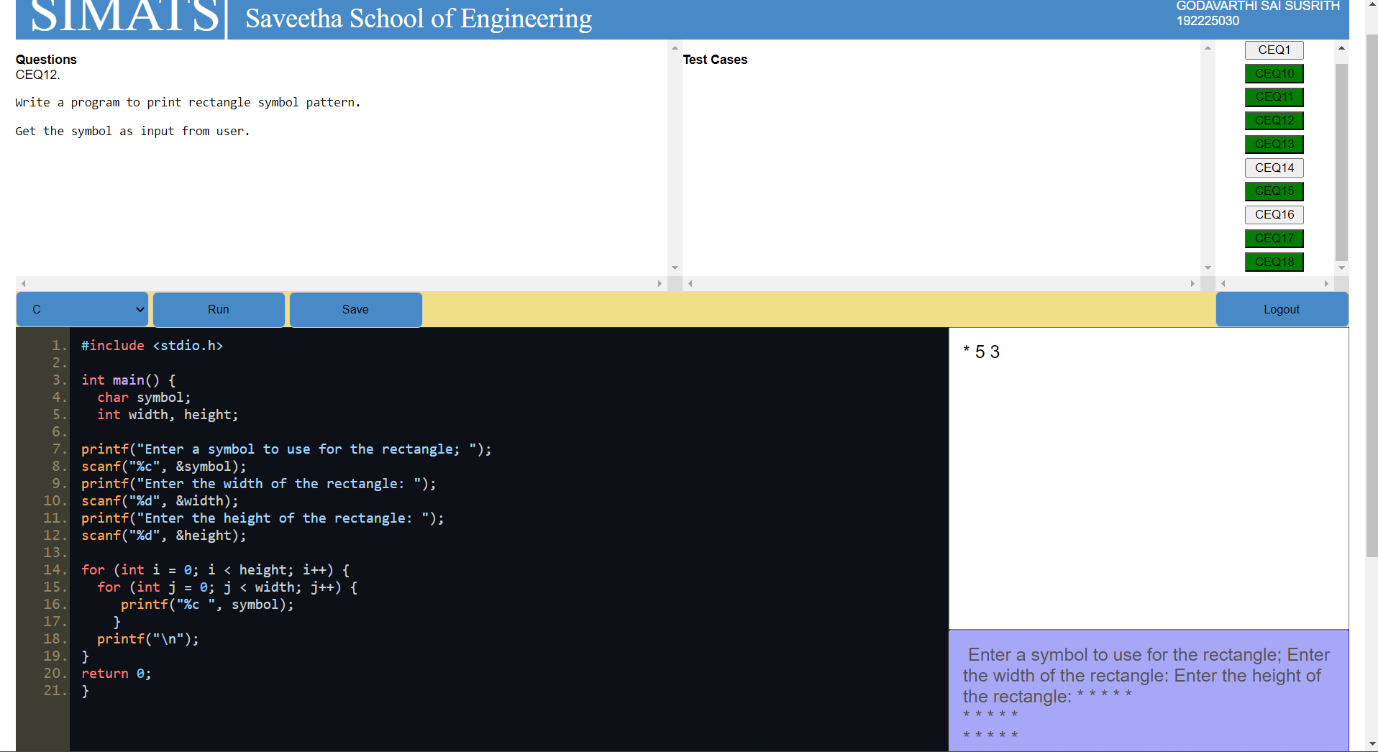 SIMATS Saveetha School of Engineering
GODAVARTHI SAI SUSRITH
192225030
Questions
CEQ12.
Write a program to print rectangle symbol pattern.
Get the symbol as input from user.
Test Cases
CEQ1
CEQ10
CEQ11
CEQ12
CEQ13
CEQ14
CEQ15
CEQ16
CEQ17
CEQ18
C Run Save Logout
1. #include <stdio.h>
2.
3. int main() {
4.   char symbol;
5.   int width, height;
6.
7. printf("Enter a symbol to use for the rectangle; ");
8. scanf("%c", &symbol);
9. printf("Enter the width of the rectangle: ");
10. scanf("%d", &width);
11. printf("Enter the height of the rectangle: ");
12. scanf("%d", &height);
13.
14. for (int i = 0; i < height; i++) {
15.   for (int j = 0; j < width; j++) {
16.      printf("%c ", symbol);
17.     }
18.   printf("\n");
19. }
20. return 0;
21. }
* 5 3
Enter a symbol to use for the rectangle; Enter
the width of the rectangle: Enter the height of
the rectangle: * * * * *
* * * * *
* * * * *